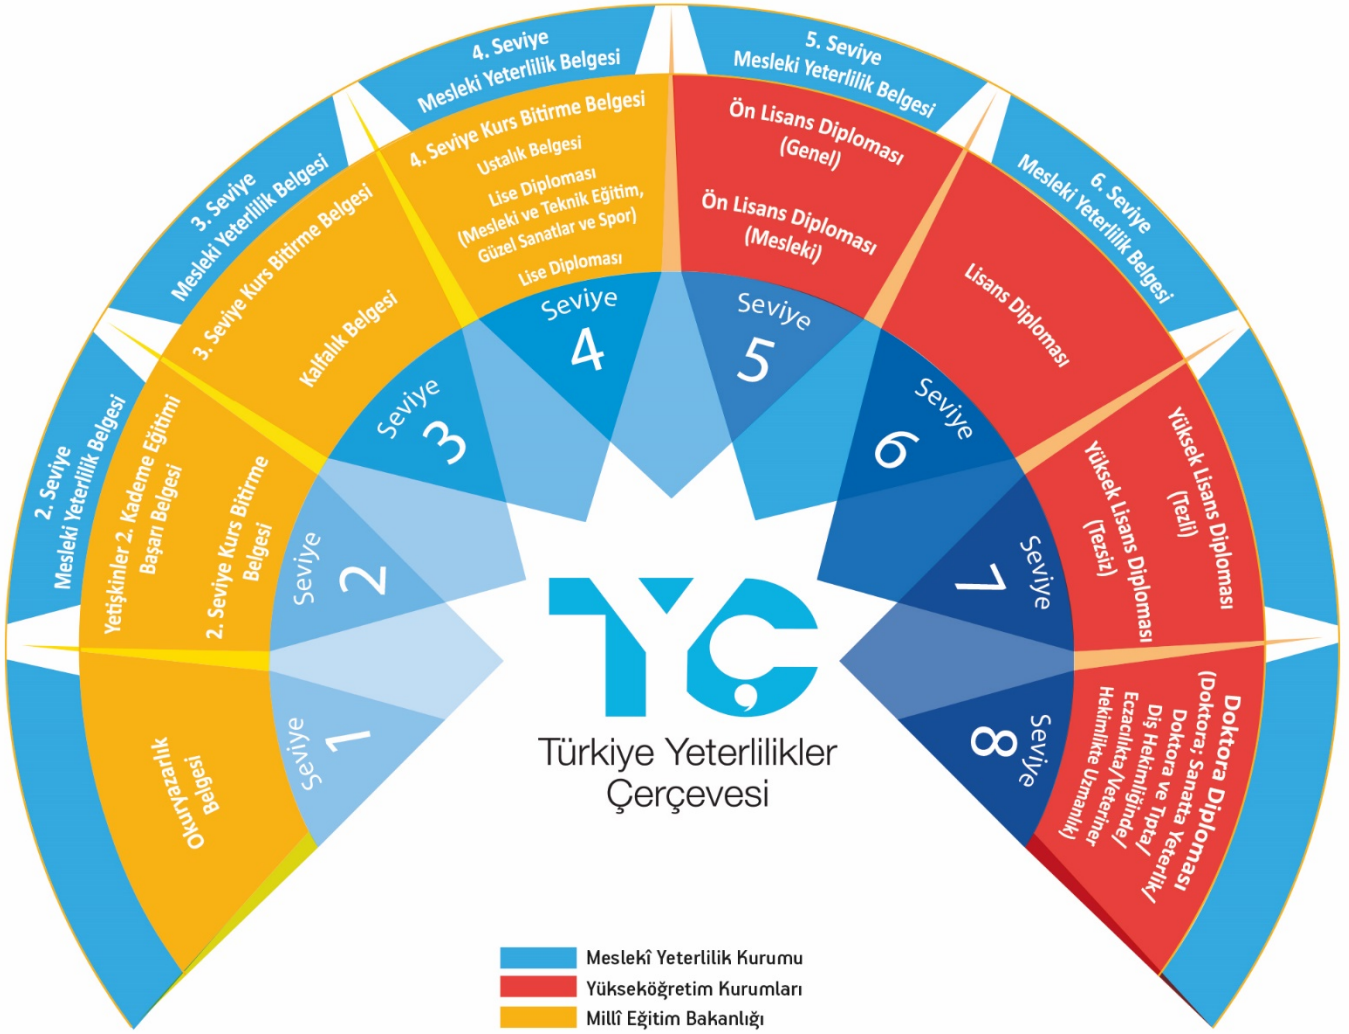 Okuryazarlık
Belgesi
Seviye
1
2. Seviye
Mesleki Yeterlilik Belgesi
Yetişkinler 2. Kademe Eğitimi
Başarı Belgesi
2. Seviye Kurs Bitirme
Belgesi
Seviye
2
3. Seviye
Mesleki Yeterlilik Belgesi
3. Seviye Kurs Bitirme Belgesi
Kalfalık Belgesi
Seviye
3
4. Seviye
Mesleki Yeterlilik Belgesi
4. Seviye Kurs Bitirme Belgesi
Ustalık Belgesi
Lise Diploması
(Mesleki ve Teknik Eğitim,
Güzel Sanatlar ve Spor)
Lise Diploması
Seviye
4
5. Seviye
Mesleki Yeterlilik Belgesi
Ön Lisans Diploması
(Genel)
Ön Lisans Diploması
(Mesleki)
Seviye
5
6. Seviye
Mesleki Yeterlilik Belgesi
Lisans Diploması
Seviye
6
Yüksek Lisans Diploması
(Tezli)
Yüksek Lisans Diploması
(Tezsiz)
Seviye
7
Doktora Diploması
(Doktora; Sanatta Yeterlik/
Doktora ve Tıpta/
Diş Hekimliğinde/
Eczacılıkta/Veteriner
Hekimlikte Uzmanlık)
Seviye
8
TYÇ
Türkiye Yeterlilikler
Çerçevesi
Meslekî Yeterlilik Kurumu
Yükseköğretim Kurumları
Millî Eğitim Bakanlığı